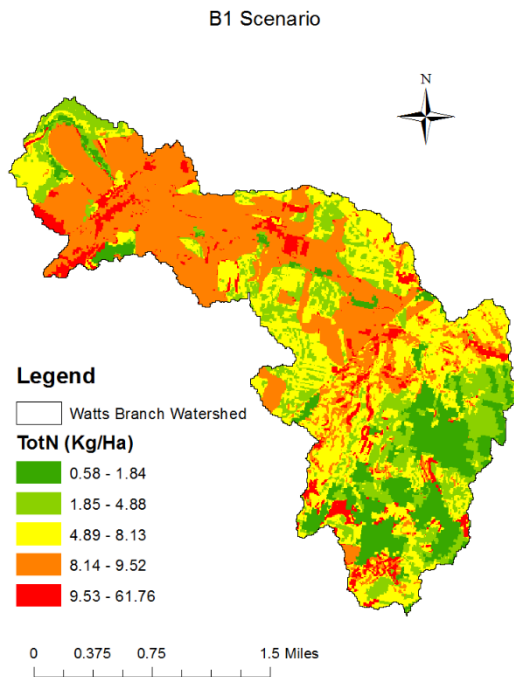 B1 Scenario
N
Legend
Watts Branch Watershed
TotN (Kg/Ha)
0.58 - 1.84
1.85 - 4.88
4.89 - 8.13
8.14 - 9.52
9.53 - 61.76
0 0.375 0.75 1.5 Miles